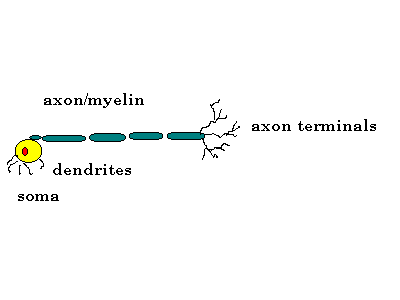 axon/myelin
axon terminals
dendrites
soma